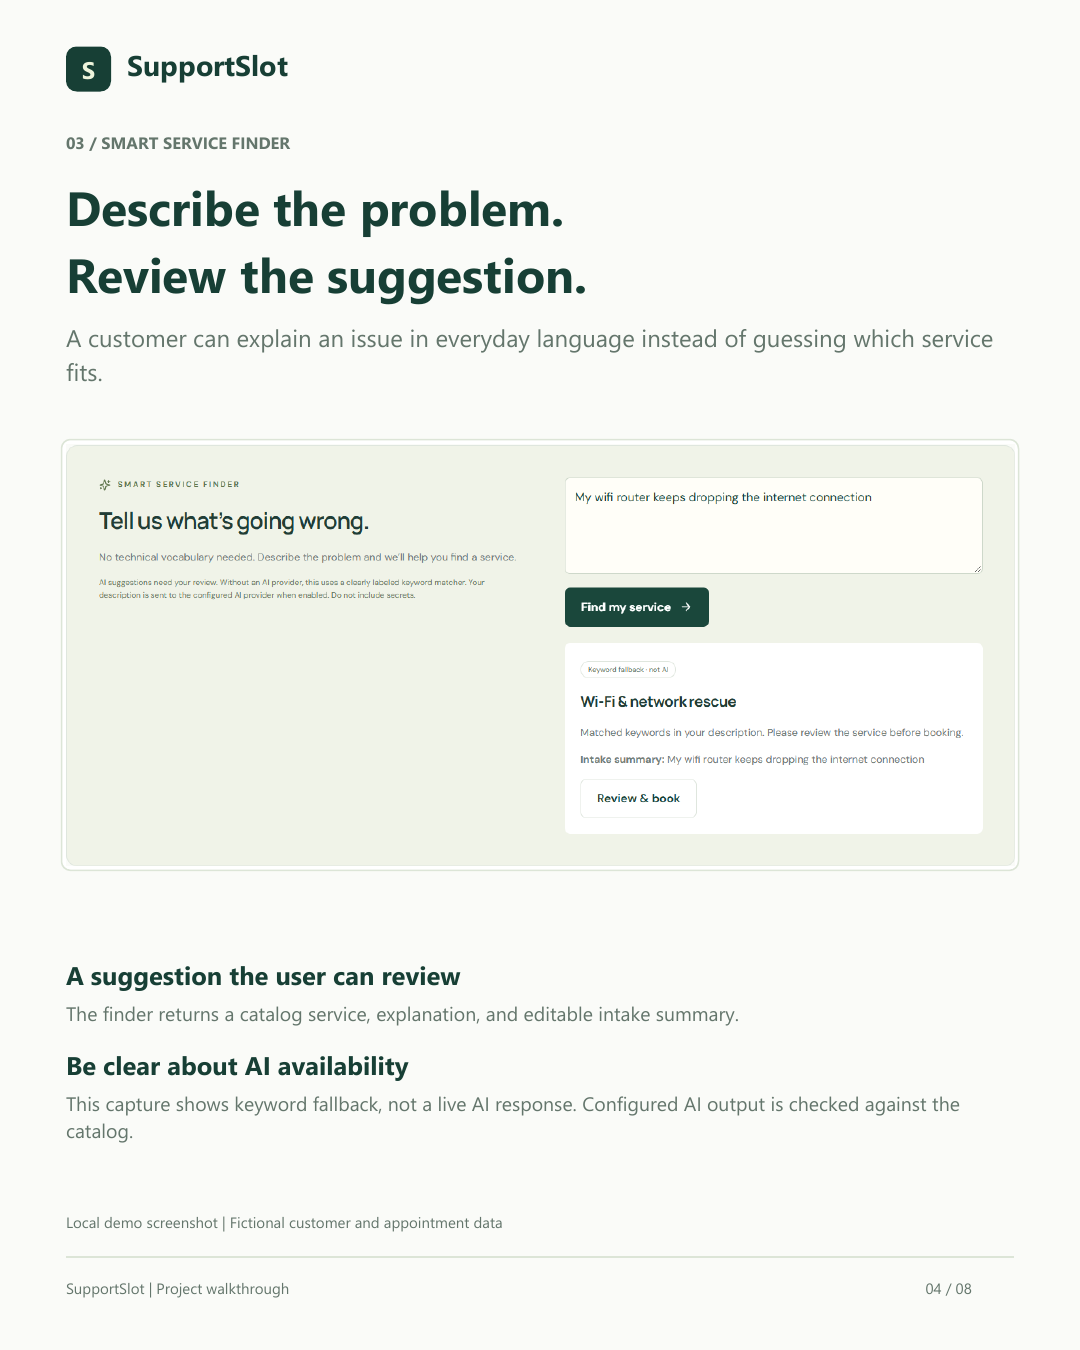 S
SupportSlot
03 / SMART SERVICE FINDER
Describe the problem.
Review the suggestion.
A customer can explain an issue in everyday language instead of guessing which service
fits.
SMART SERVICE FINDER
Tell us what's going wrong.
No technical vocabulary needed. Describe the problem and we'll help you find a service.
AI suggestions need your review. Without an AI provider, this uses a clearly labeled keyword matcher. Your
description is sent to the configured AI provider when enabled. Do not include secrets.
My wifi router keeps dropping the internet connection
Find my service →
Keyword fallback · not AI
Wi-Fi & network rescue
Matched keywords in your description. Please review the service before booking.
Intake summary: My wifi router keeps dropping the internet connection
Review & book
A suggestion the user can review
The finder returns a catalog service, explanation, and editable intake summary.
Be clear about AI availability
This capture shows keyword fallback, not a live AI response. Configured AI output is checked against the
catalog.
Local demo screenshot | Fictional customer and appointment data
SupportSlot | Project walkthrough
04 / 08